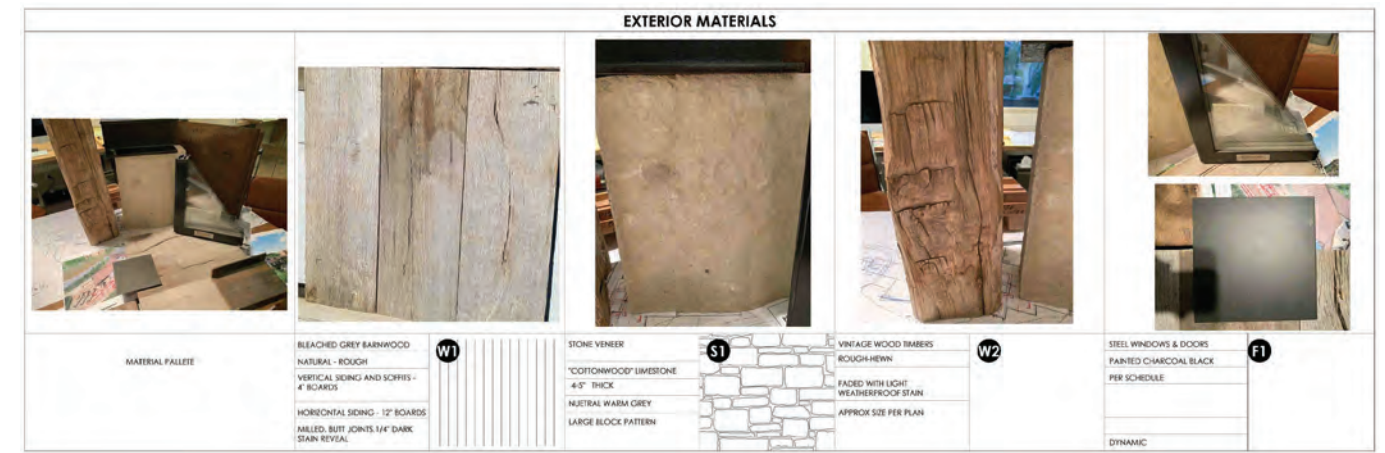 EXTERIOR MATERIALS
MATERIAL PALLETE
BLEACHED GREY BARNWOOD
NATURAL - ROUGH
VERTICAL SIDING AND SOFFITS -
4" BOARDS
HORIZONTAL SIDING - 12" BOARDS
MILLED, BUTT JOINTS, 1/4" DARK
STAIN REVEAL
W1
STONE VENEER
"COTTONWOOD" LIMESTONE
4-5" THICK
NUETRAL WARM GREY
LARGE BLOCK PATTERN
S1
VINTAGE WOOD TIMBERS
ROUGH-HEWN
FADED WITH LIGHT
WEATHERPROOF STAIN
APPROX SIZE PER PLAN
W2
STEEL WINDOWS & DOORS
PAINTED CHARCOAL BLACK
PER SCHEDULE
DYNAMIC
F1